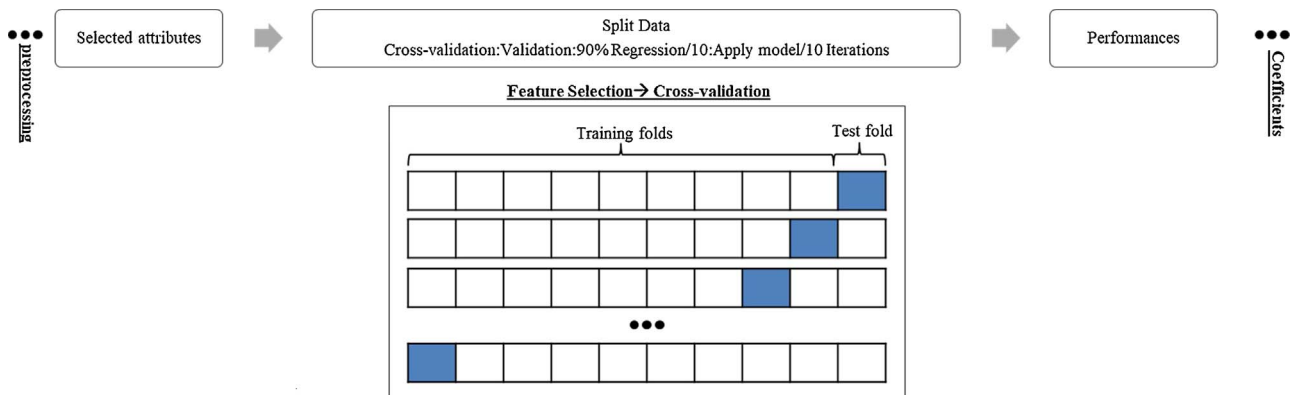 preprocessing
Selected attributes
Split Data
Cross-validation:Validation:90% Regression/10:Apply model/10 Iterations
Performances
Coefficients
Feature Selection→ Cross-validation
Training folds
Test fold